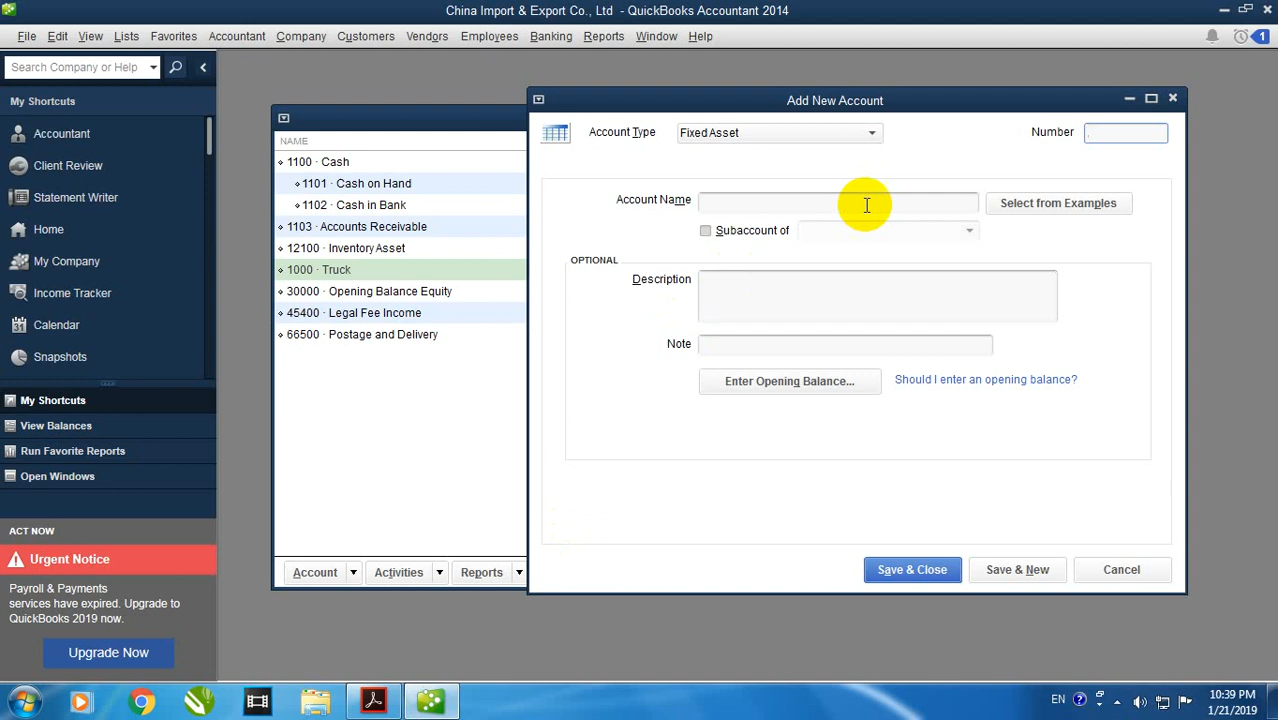 China Import & Export Co., Ltd - QuickBooks Accountant 2014
File Edit View Lists Favorites Accountant Company Customers Vendors Employees Banking Reports Window Help
1
Search Company or Help
My Shortcuts
Accountant
Client Review
Statement Writer
Home
My Company
Income Tracker
Calendar
Snapshots
My Shortcuts
View Balances
Run Favorite Reports
Open Windows
ACT NOW
Urgent Notice
Payroll & Payments
services have expired. Upgrade to
QuickBooks 2019 now.
Upgrade Now
NAME
1100 · Cash
1101 · Cash on Hand
1102 · Cash in Bank
1103 · Accounts Receivable
12100 · Inventory Asset
1000 · Truck
30000 · Opening Balance Equity
45400 · Legal Fee Income
66500 · Postage and Delivery
Account Activities Reports
Add New Account
Account Type Fixed Asset Number
Account Name Select from Examples
Subaccount of
OPTIONAL
Description
Note
Enter Opening Balance... Should I enter an opening balance?
Save & Close Save & New Cancel
EN
10:39 PM
1/21/2019